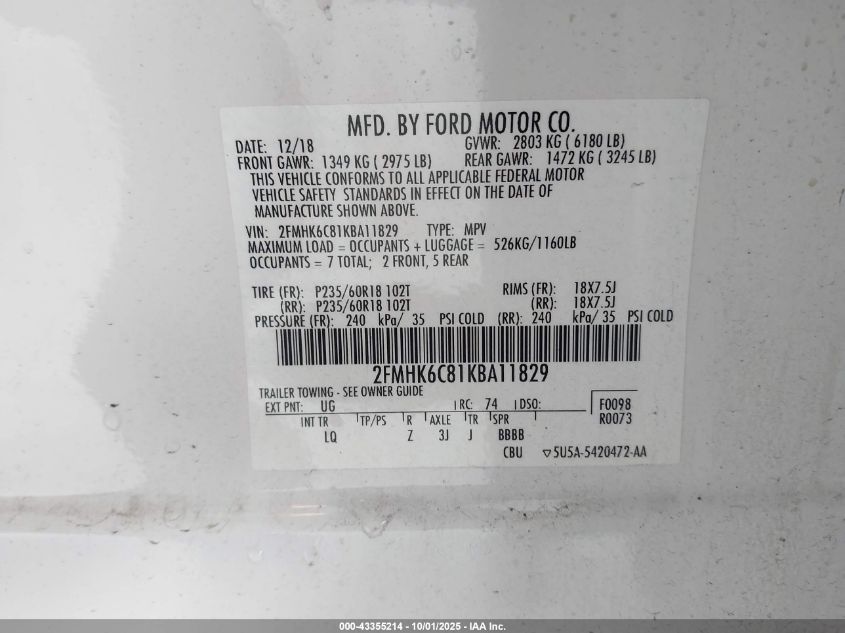 MFD. BY FORD MOTOR CO.
DATE: 12/18 GVWR: 2803 KG ( 6180 LB)
FRONT GAWR: 1349 KG ( 2975 LB) REAR GAWR: 1472 KG ( 3245 LB)
THIS VEHICLE CONFORMS TO ALL APPLICABLE FEDERAL MOTOR
VEHICLE SAFETY STANDARDS IN EFFECT ON THE DATE OF
MANUFACTURE SHOWN ABOVE.
VIN: 2FMHK6C81KBA11829 TYPE: MPV
MAXIMUM LOAD = OCCUPANTS + LUGGAGE = 526KG/1160LB
OCCUPANTS = 7 TOTAL; 2 FRONT, 5 REAR
TIRE (FR): P235/60R18 102T RIMS (FR): 18X7.5J
(RR): P235/60R18 102T (RR): 18X7.5J
PRESSURE (FR): 240 kPa/ 35 PSI COLD (RR): 240 kPa/ 35 PSI COLD
2FMHK6C81KBA11829
TRAILER TOWING - SEE OWNER GUIDE
EXT PNT: UG RC: 74 DSO: F0098
INT TR TP/PS R AXLE TR SPR R0073
LQ Z 3J J BBBB
CBU ▽5U5A-5420472-AA
000-43355214 - 10/01/2025 - IAA Inc.